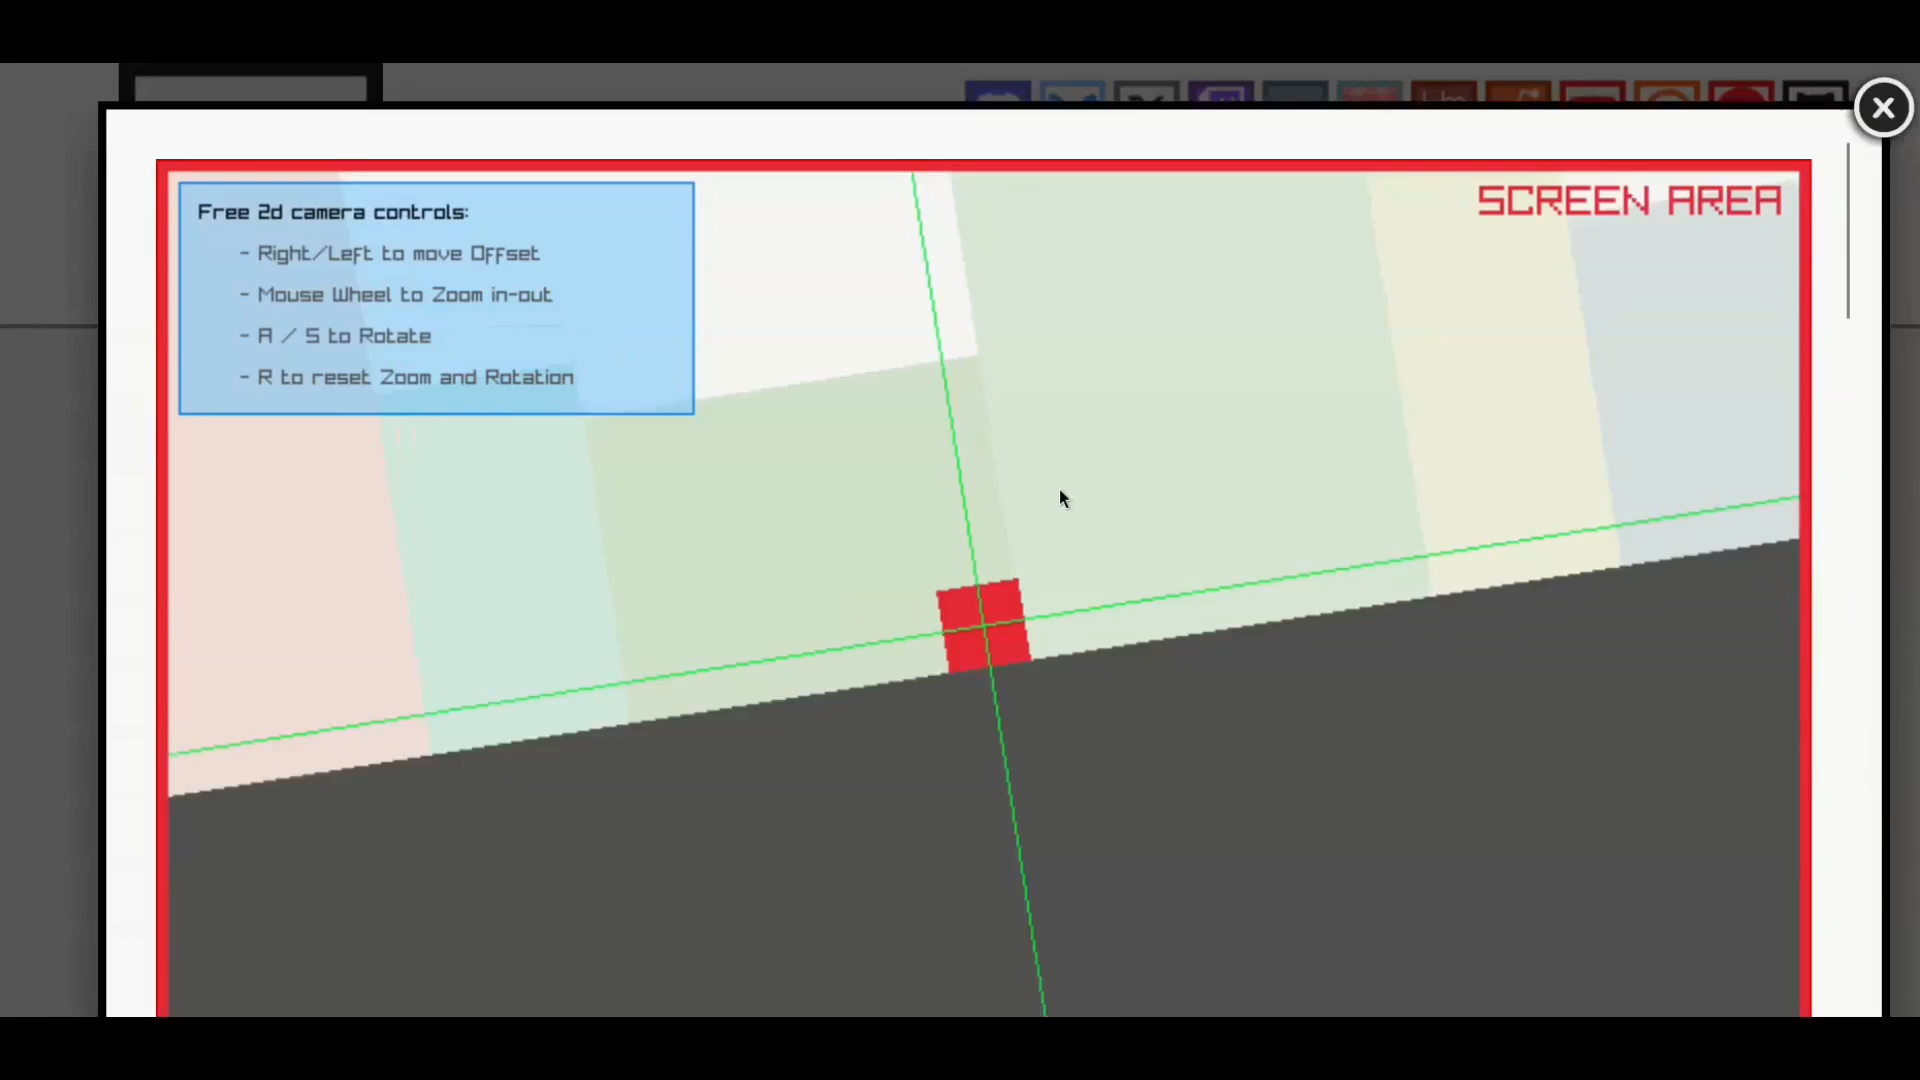 SCREEN AREA
Free 2d camera controls:
- Right/Left to move Offset
- Mouse Wheel to Zoom in-out
- A / S to Rotate
- R to reset Zoom and Rotation